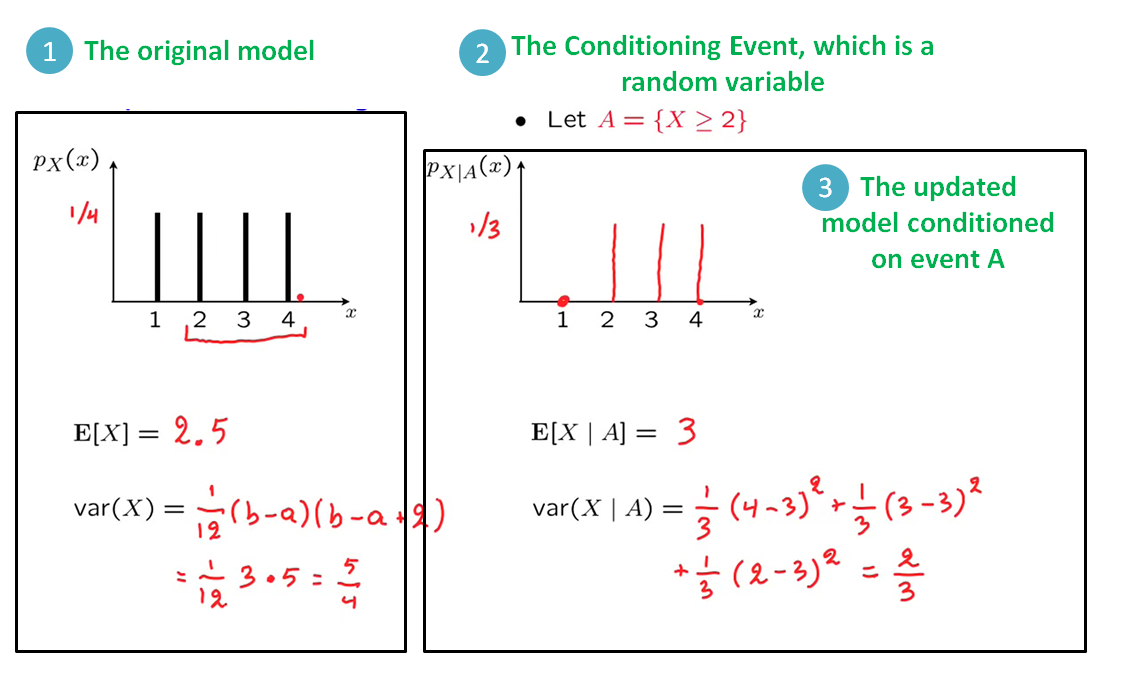 1 The original model
2 The Conditioning Event, which is a
random variable
• Let A = {X ≥ 2}
p_X(x)
1/4
1 2 3 4 x
E[X] = 2.5
var(X) = 1/12 (b-a)(b-a+2)
= 1/12 3 • 5 = 5/4
p_{X|A}(x)
1/3
1 2 3 4 x
3 The updated
model conditioned
on event A
E[X | A] = 3
var(X | A) = 1/3 (4-3)² + 1/3 (3-3)²
+ 1/3 (2-3)² = 2/3